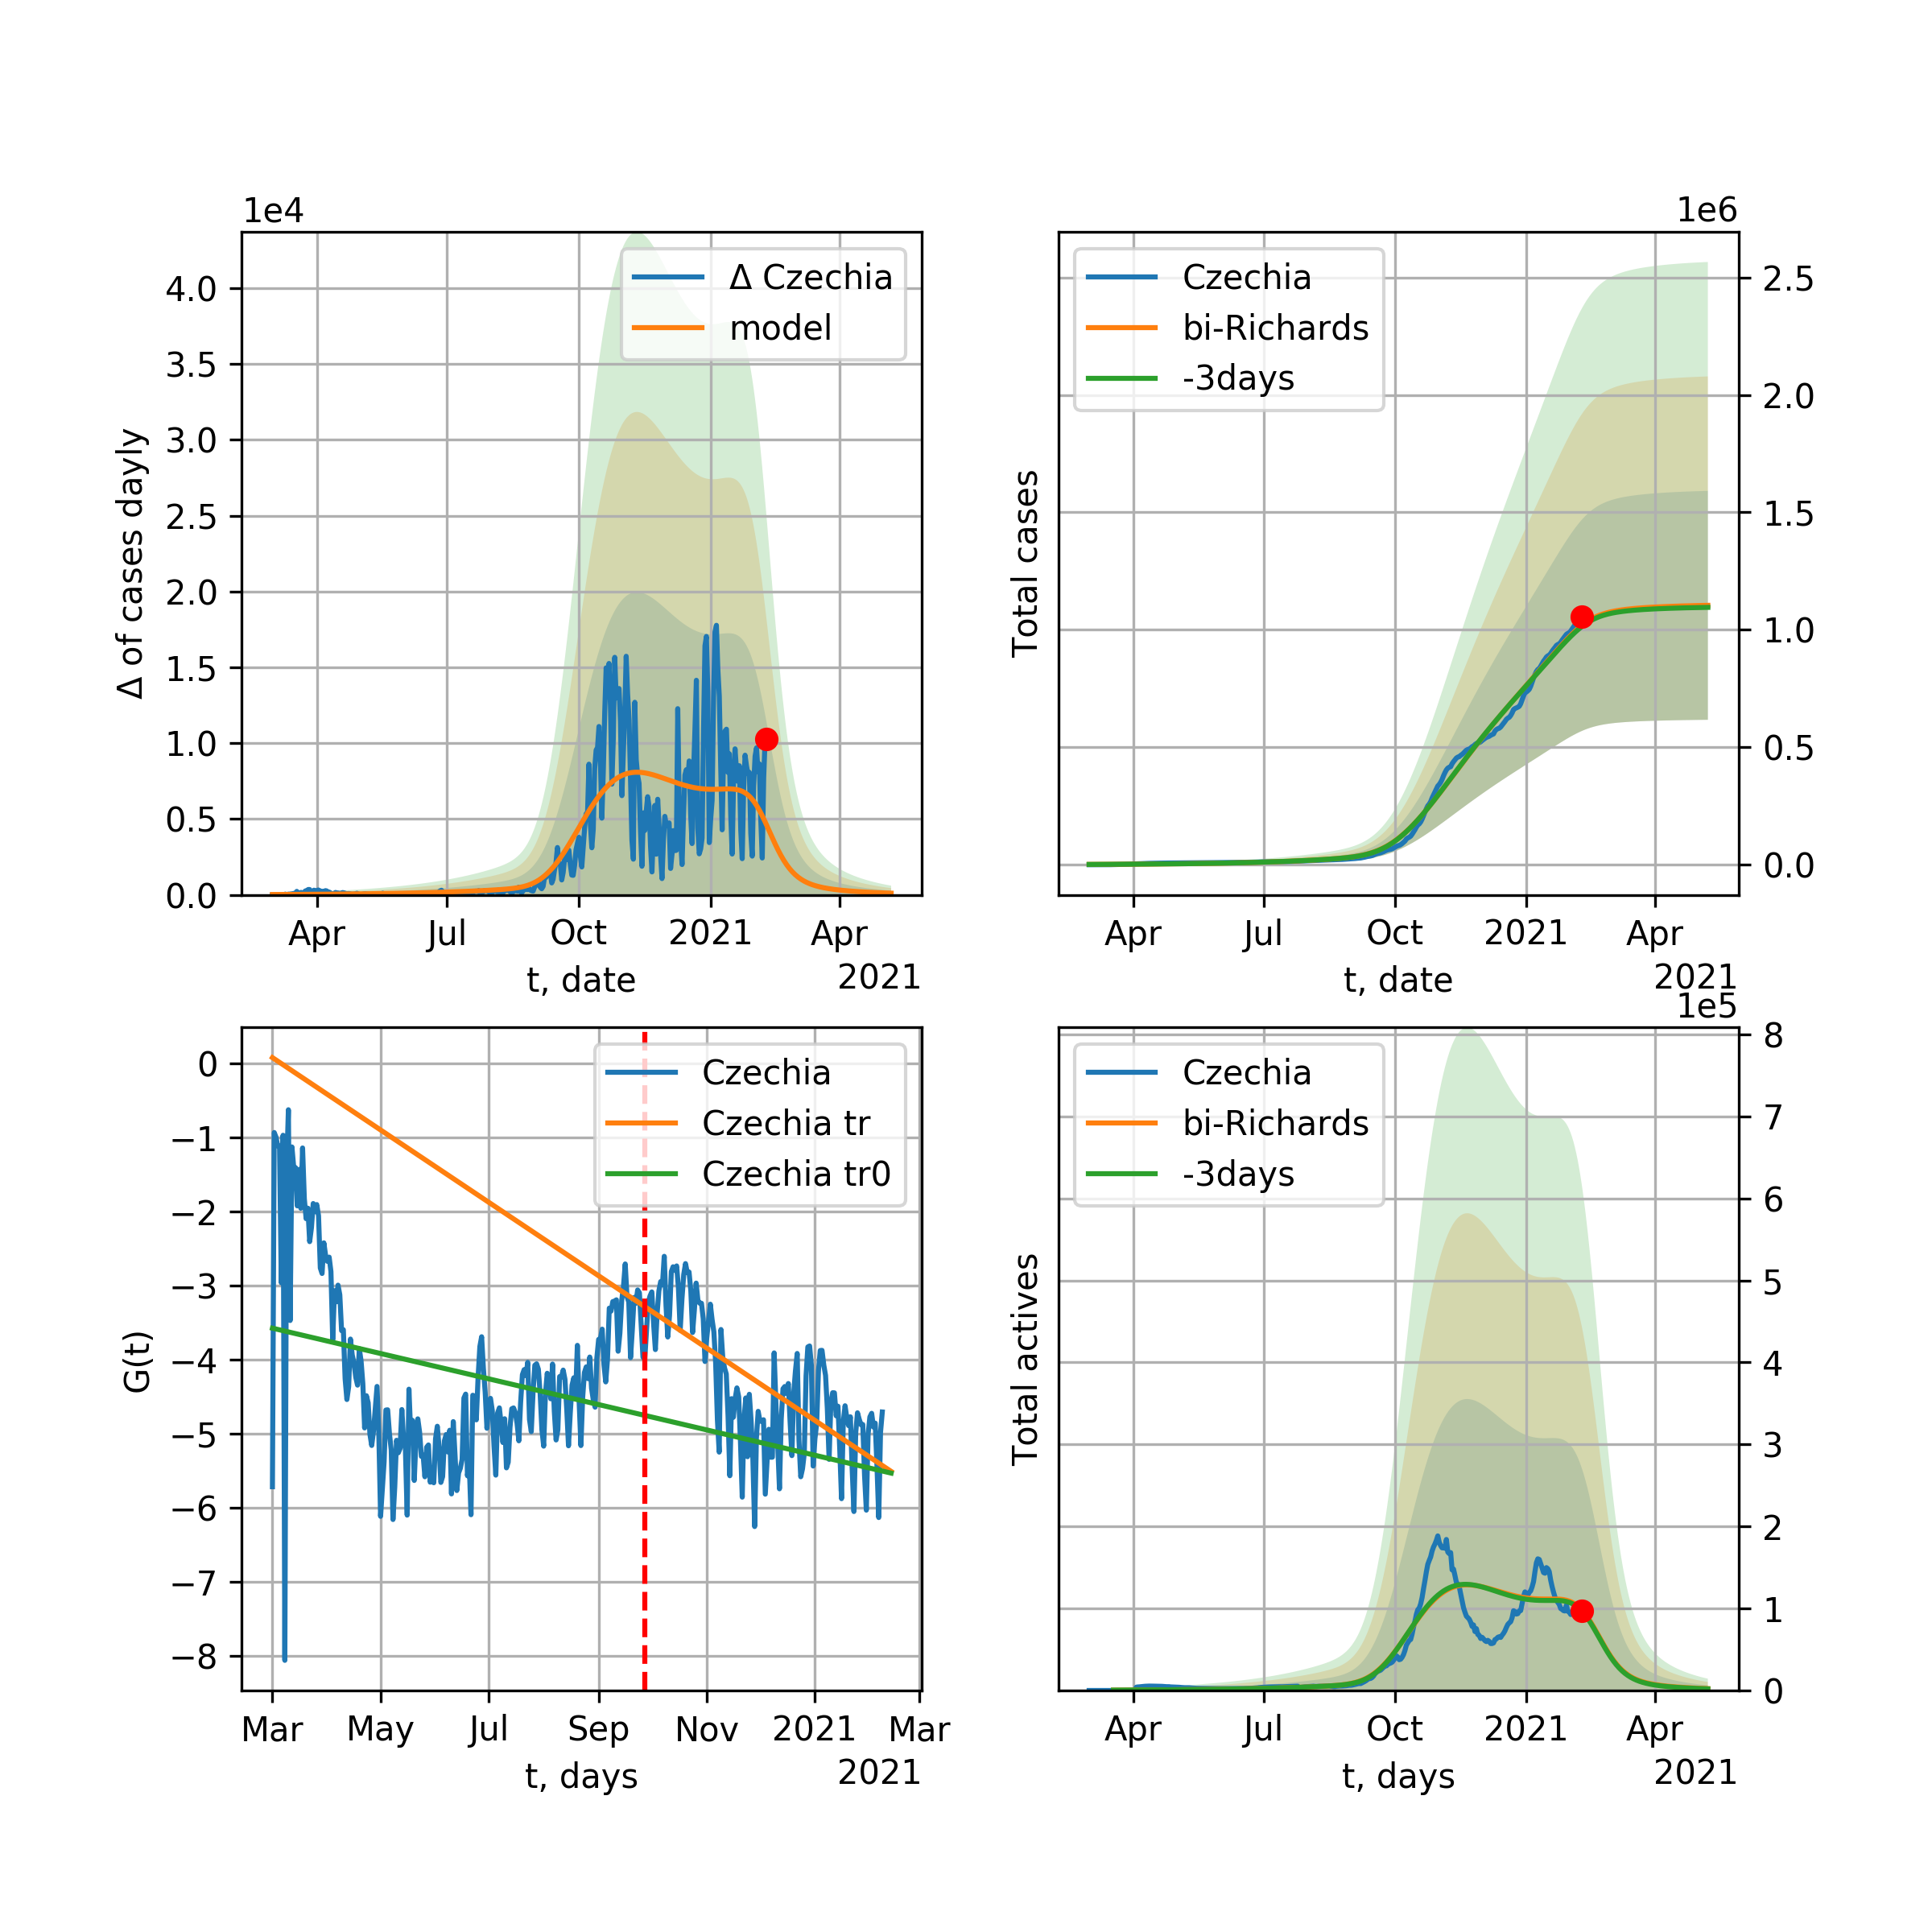 1e4
Δ of cases dayly
4.0
3.5
3.0
2.5
2.0
1.5
1.0
0.5
0.0
Δ Czechia
model
Apr
Jul
Oct
2021
Apr
t, date
2021
1e6
Total cases
Czechia
bi-Richards
-3days
2.5
2.0
1.5
1.0
0.5
0.0
Apr
Jul
Oct
2021
Apr
t, date
2021
G(t)
0
−1
−2
−3
−4
−5
−6
−7
−8
Czechia
Czechia tr
Czechia tr0
Mar
May
Jul
Sep
Nov
2021
Mar
t, days
2021
1e5
Total actives
Czechia
bi-Richards
-3days
8
7
6
5
4
3
2
1
0
Apr
Jul
Oct
2021
Apr
t, days
2021